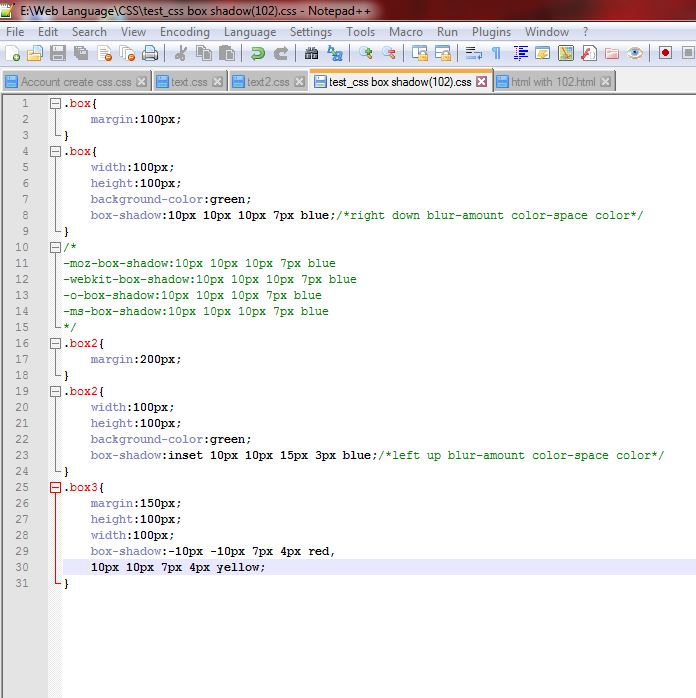 E:\Web Language\CSS\test_css box shadow(102).css - Notepad++
File Edit Search View Encoding Language Settings Tools Macro Run Plugins Window ?
Account create css.css text.css text2.css test_css box shadow(102).css html with 102.html
1 .box{
2 margin:100px;
3 }
4 .box{
5 width:100px;
6 height:100px;
7 background-color:green;
8 box-shadow:10px 10px 10px 7px blue;/*right down blur-amount color-space color*/
9 }
10 /*
11 -moz-box-shadow:10px 10px 10px 7px blue
12 -webkit-box-shadow:10px 10px 10px 7px blue
13 -o-box-shadow:10px 10px 10px 7px blue
14 -ms-box-shadow:10px 10px 10px 7px blue
15 */
16 .box2{
17 margin:200px;
18 }
19 .box2{
20 width:100px;
21 height:100px;
22 background-color:green;
23 box-shadow:inset 10px 10px 15px 3px blue;/*left up blur-amount color-space color*/
24 }
25 .box3{
26 margin:150px;
27 height:100px;
28 width:100px;
29 box-shadow:-10px -10px 7px 4px red,
30 10px 10px 7px 4px yellow;
31 }